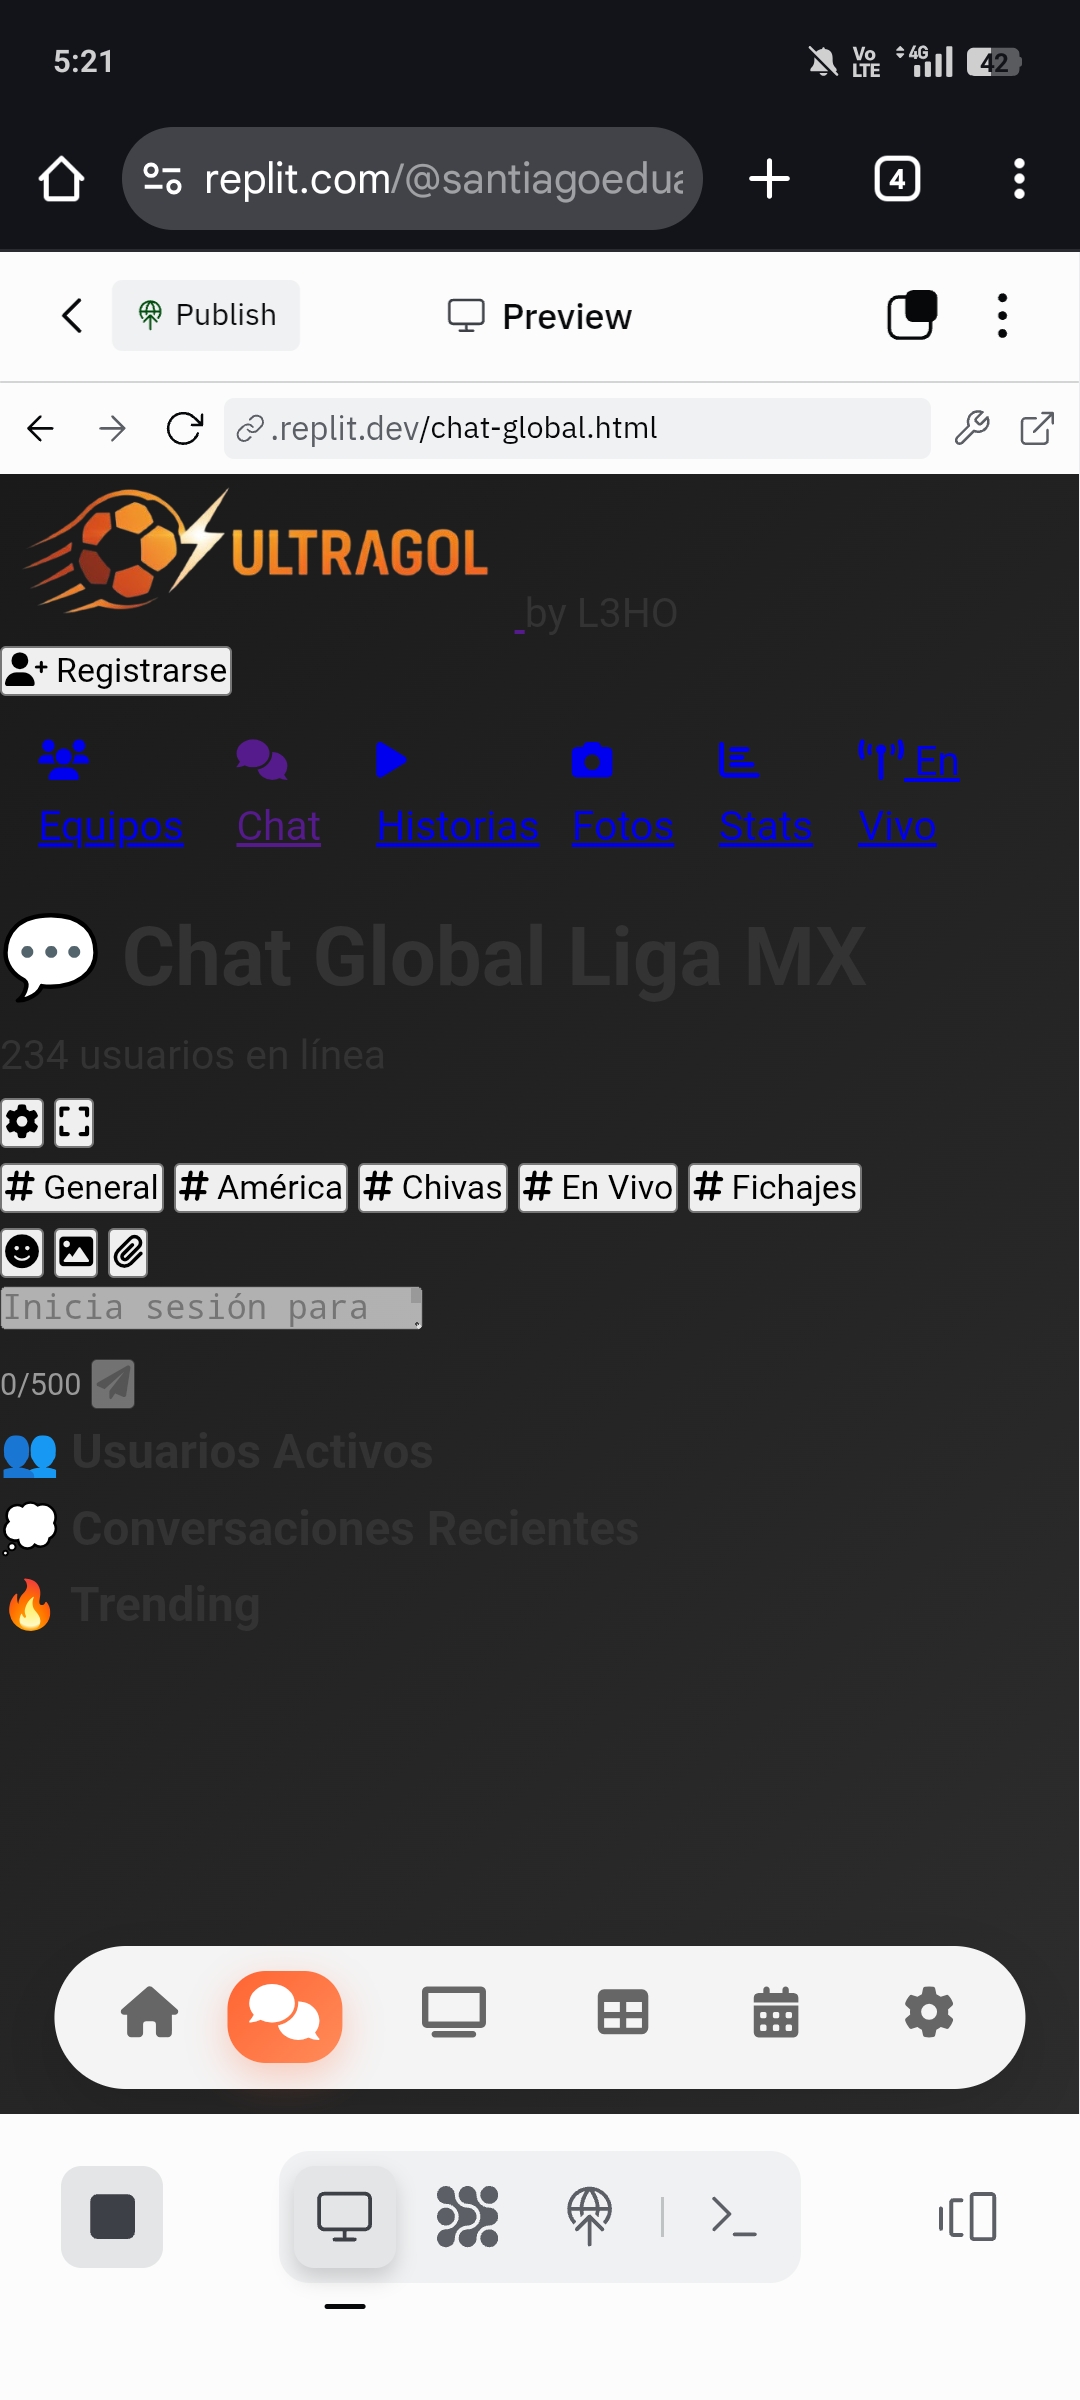 5:21
Vo
LTE
4G
42
replit.com/@santiagoedua
4
Publish
Preview
.replit.dev/chat-global.html
ULTRAGOL
by L3HO
Registrarse
Equipos
Chat
Historias
Fotos
Stats
En Vivo
Chat Global Liga MX
234 usuarios en línea
# General # América # Chivas # En Vivo # Fichajes
Inicia sesión para
0/500
Usuarios Activos
Conversaciones Recientes
Trending